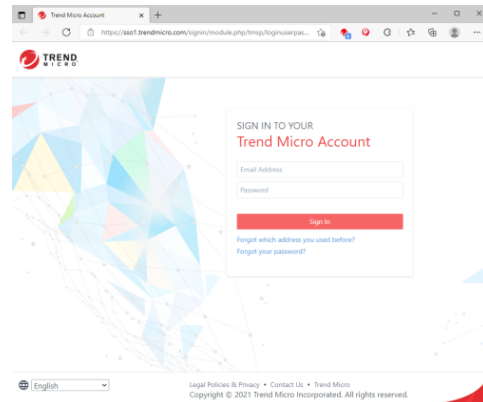 Trend Micro Account
https://sso1.trendmicro.com/signin/module.php/tmsp/loginuserpas...
TREND
MICRO
SIGN IN TO YOUR
Trend Micro Account
Email Address
Password
Sign In
Forgot which address you used before?
Forgot your password?
English
Legal Policies & Privacy • Contact Us • Trend Micro
Copyright © 2021 Trend Micro Incorporated. All rights reserved.